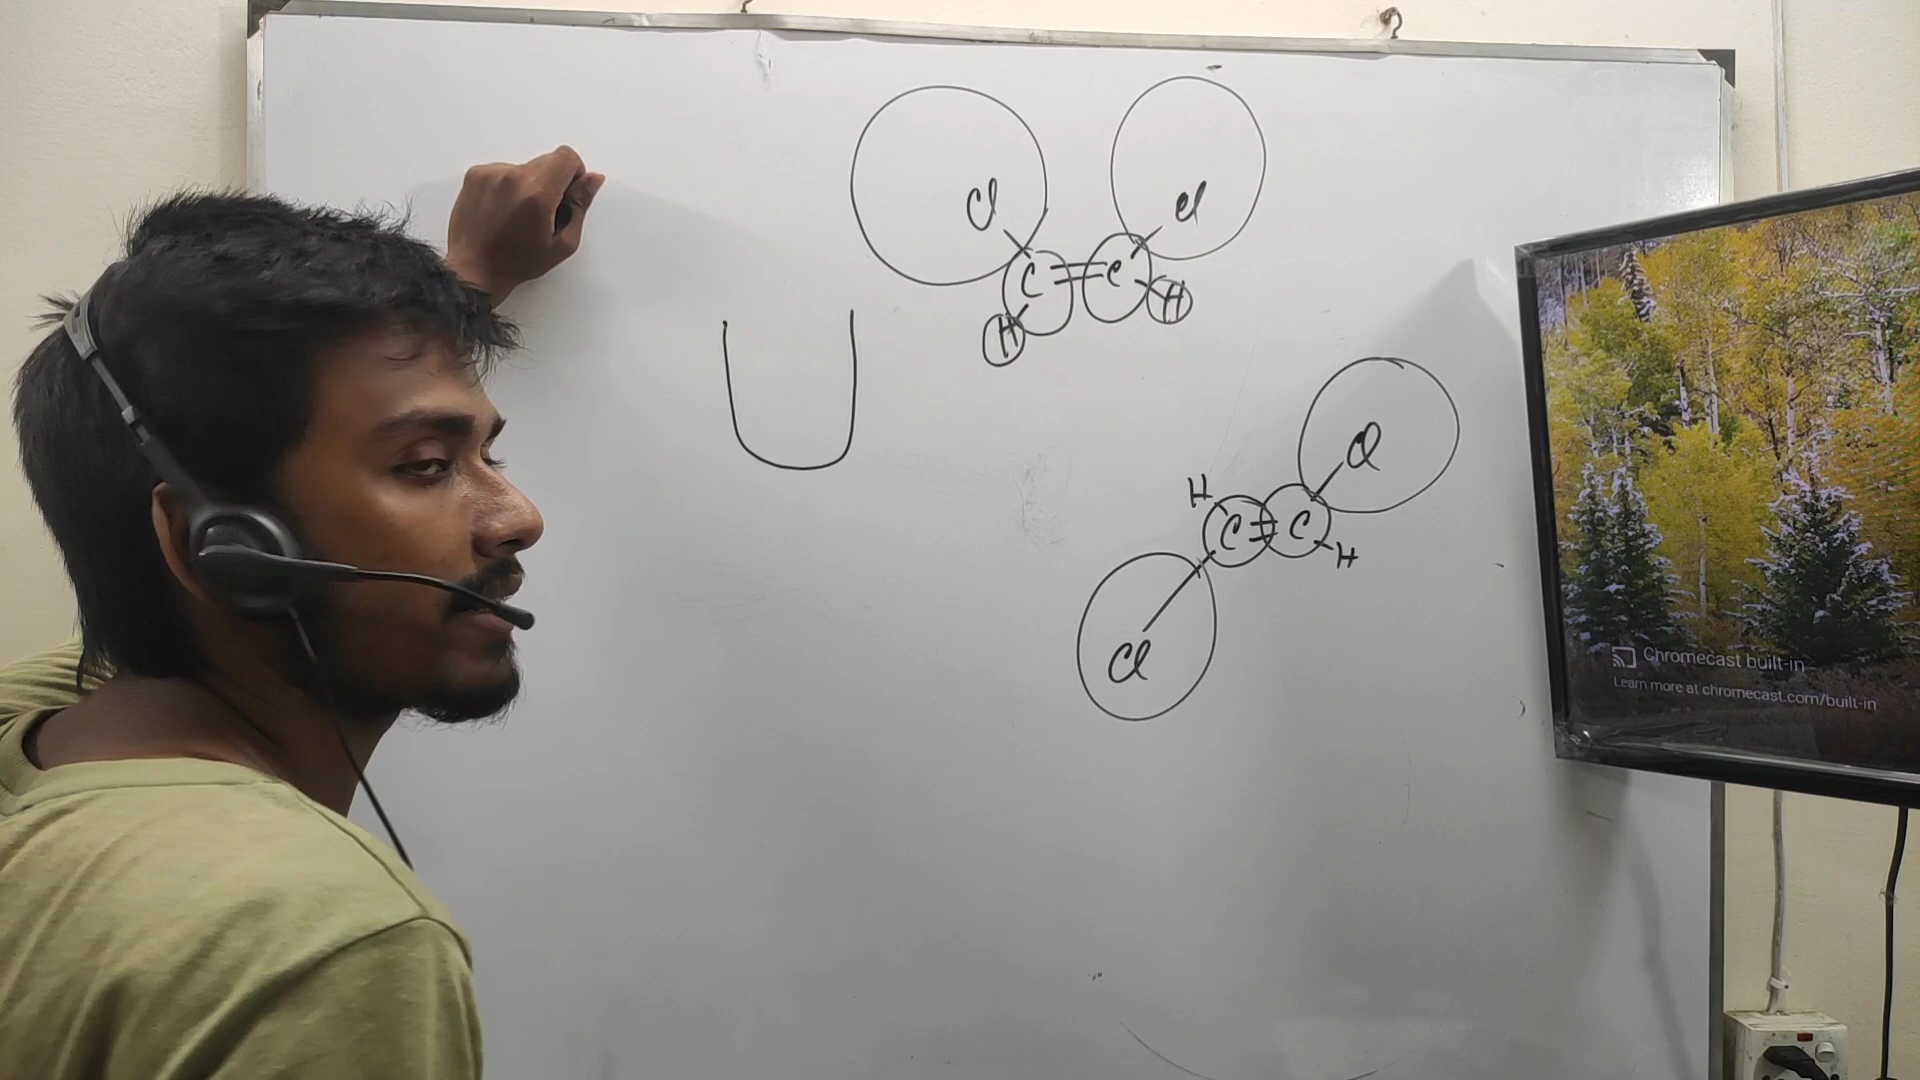 Cl Cl
C = C
H H
Cl
H
C = C
H
Cl
Chromecast built-in
Learn more at chromecast.com/built-in